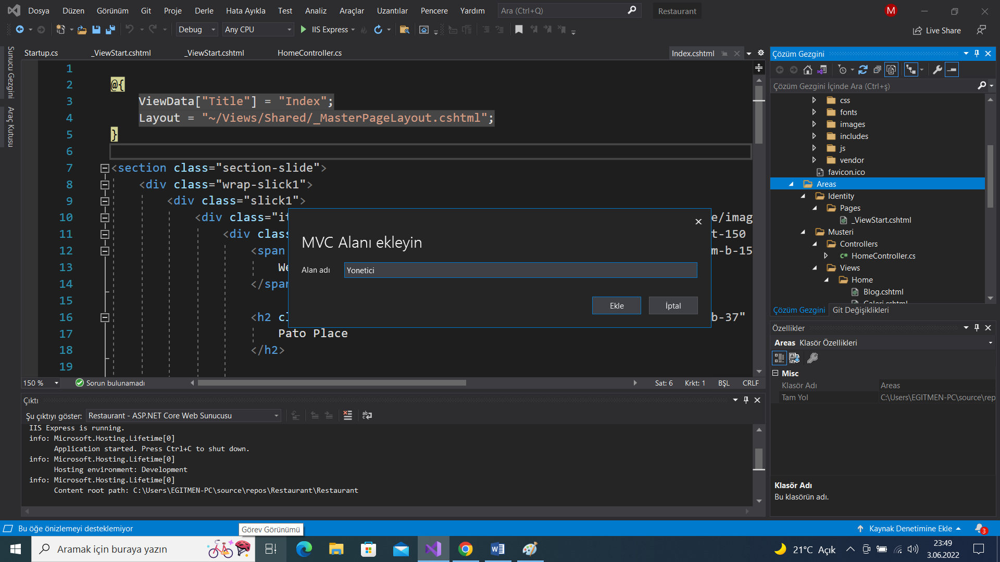 Dosya Düzen Görünüm Git Proje Derle Hata Ayıkla Test Analiz Araçlar Uzantılar Pencere Yardım Ara (Ctrl+Q) Restaurant M
Debug Any CPU IIS Express Live Share
Sunucu Gezgini
Araç Kutusu
Startup.cs _ViewStart.cshtml _ViewStart.cshtml HomeController.cs Index.cshtml
1
2 @{
3 ViewData["Title"] = "Index";
4 Layout = "~/Views/Shared/_MasterPageLayout.cshtml";
5 }
6
7 <section class="section-slide">
8 <div class="wrap-slick1">
9 <div class="slick1">
10 <div class="it e/imag
11 <div clas t-150
12 <span m-b-15
13 We
14 </span
15
16 <h2 cl b-37"
17 Pato Place
18 </h2>
19
MVC Alanı ekleyin
Alan adı Yonetici
Ekle İptal
150 % Sorun bulunamadı Sat: 6 Krkt: 1 BŞL CRLF
Çıktı
Şu çıktıyı göster: Restaurant - ASP.NET Core Web Sunucusu
IIS Express is running.
info: Microsoft.Hosting.Lifetime[0]
Application started. Press Ctrl+C to shut down.
info: Microsoft.Hosting.Lifetime[0]
Hosting environment: Development
info: Microsoft.Hosting.Lifetime[0]
Content root path: C:\Users\EGITMEN-PC\source\repos\Restaurant\Restaurant
Çözüm Gezgini
Çözüm Gezgini İçinde Ara (Ctrl+ş)
css
fonts
images
includes
js
vendor
favicon.ico
Areas
Identity
Pages
_ViewStart.cshtml
Musteri
Controllers
C# HomeController.cs
Views
Home
Blog.cshtml
Galeri.cshtml
Çözüm Gezgini Git Değişiklikleri
Özellikler
Areas Klasör Özellikleri
Misc
Klasör Adı Areas
Tam Yol C:\Users\EGITMEN-PC\source\rep
Klasör Adı
Bu klasörün adı.
Bu öğe önizlemeyi desteklemiyor Görev Görünümü Kaynak Denetimine Ekle 3
Aramak için buraya yazın 21°C Açık 23:49
3.06.2022